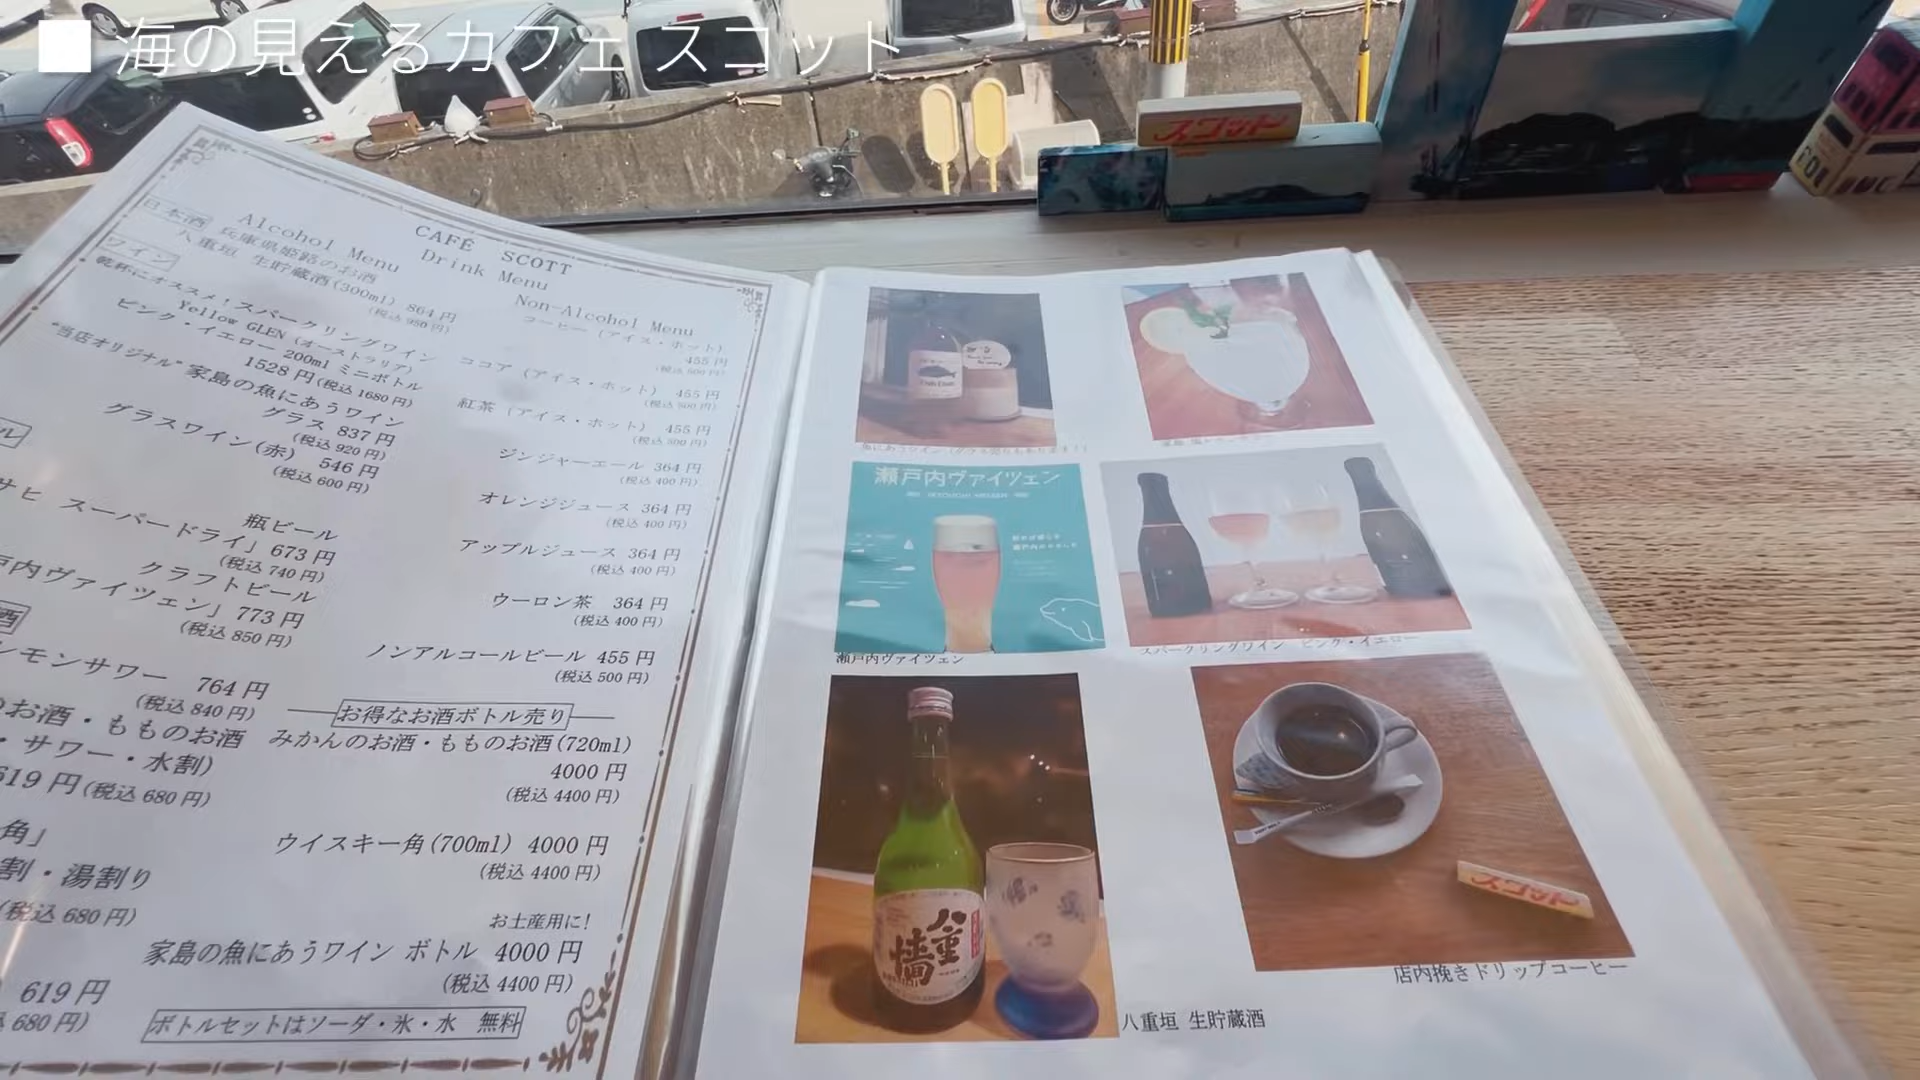 ■ 海の見えるカフェ スコット
スコット
CAFÉ SCOTT
Drink Menu
Alcohol Menu
日本酒 兵庫県姫路のお酒
八重垣 生貯蔵酒(300ml) 864円
(税込 950円)
ワイン
乾杯にオススメ!スパークリングワイン
Yellow GLEN (オーストラリア)
ピンク・イエロー 200ml ミニボトル
1528円(税込 1680円)
"当店オリジナル"家島の魚にあうワイン
グラス 837円
(税込 920円)
グラスワイン(赤) 546円
(税込 600円)
ル
瓶ビール
サヒ スーパードライ」673円
(税込 740円)
クラフトビール
戸内ヴァイツェン」773円
(税込 850円)
酒
ンモンサワー 764円
(税込 840円)
のお酒・もものお酒
・サワー・水割)
619円(税込 680円)
角」
割・湯割り
(税込 680円)
619円
込 680円)
Non-Alcohol Menu
コーヒー (アイス・ホット)
455円
(税込 500円)
ココア (アイス・ホット) 455円
(税込 500円)
紅茶 (アイス・ホット) 455円
(税込 500円)
ジンジャーエール 364円
(税込 400円)
オレンジジュース 364円
(税込 400円)
アップルジュース 364円
(税込 400円)
ウーロン茶 364円
(税込 400円)
ノンアルコールビール 455円
(税込 500円)
お得なお酒ボトル売り
みかんのお酒・もものお酒(720ml)
4000円
(税込 4400円)
ウイスキー角(700ml) 4000円
(税込 4400円)
お土産用に!
家島の魚にあうワイン ボトル 4000円
(税込 4400円)
ボトルセットはソーダ・氷・水 無料
瀬戸内ヴァイツェン
瀬戸内ヴァイツェン
スパークリングワイン ピンク・イエロー
八重垣
八重垣 生貯蔵酒
スコット
店内挽きドリップコーヒー